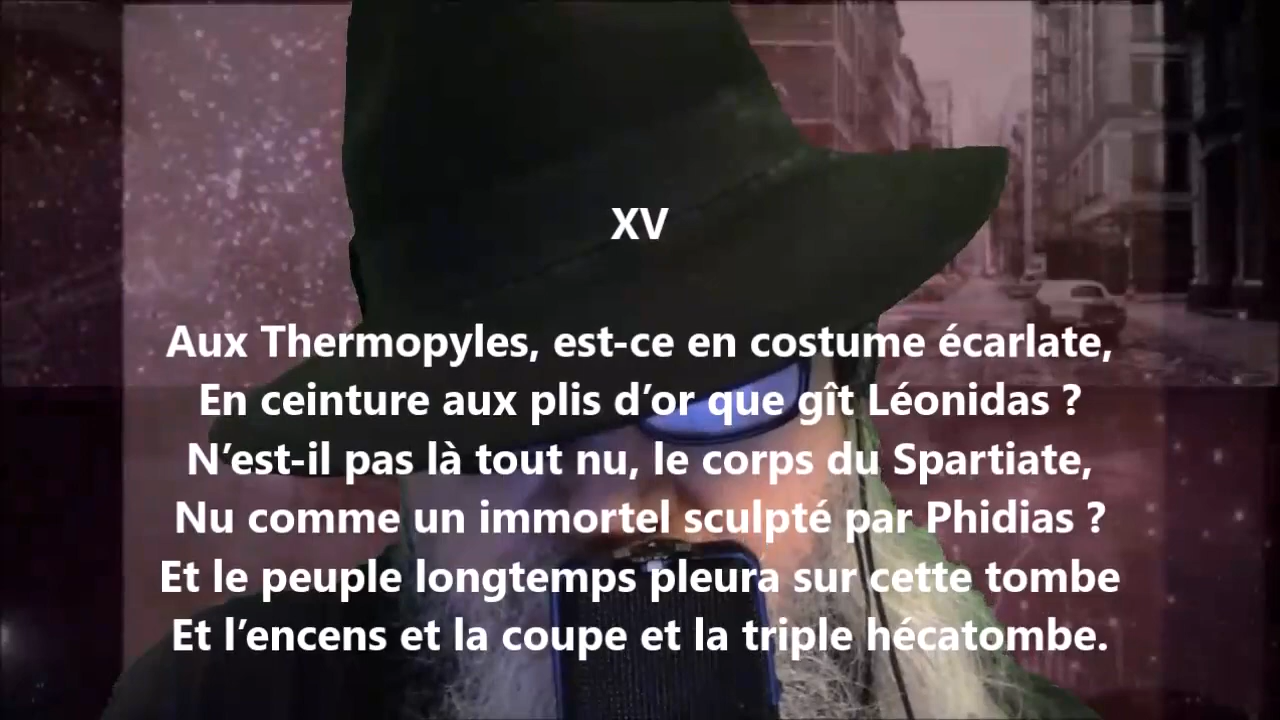 XV
Aux Thermopyles, est-ce en costume écarlate,
En ceinture aux plis d’or que gît Léonidas ?
N’est-il pas là tout nu, le corps du Spartiate,
Nu comme un immortel sculpté par Phidias ?
Et le peuple longtemps pleura sur cette tombe
Et l’encens et la coupe et la triple hécatombe.